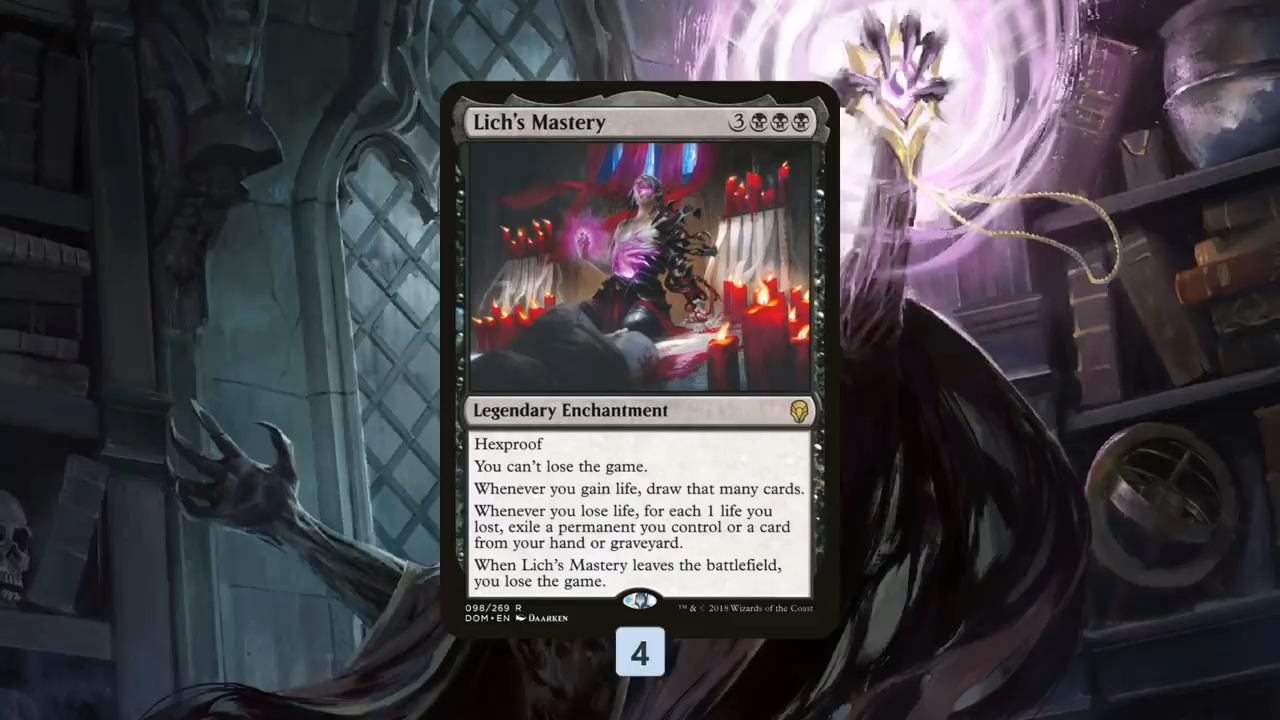 Lich's Mastery 3
Legendary Enchantment
Hexproof
You can't lose the game.
Whenever you gain life, draw that many cards.
Whenever you lose life, for each 1 life you
lost, exile a permanent you control or a card
from your hand or graveyard.
When Lich's Mastery leaves the battlefield,
you lose the game.
098/269 R
DOM • EN DAARKEN
™ & © 2018 Wizards of the Coast
4